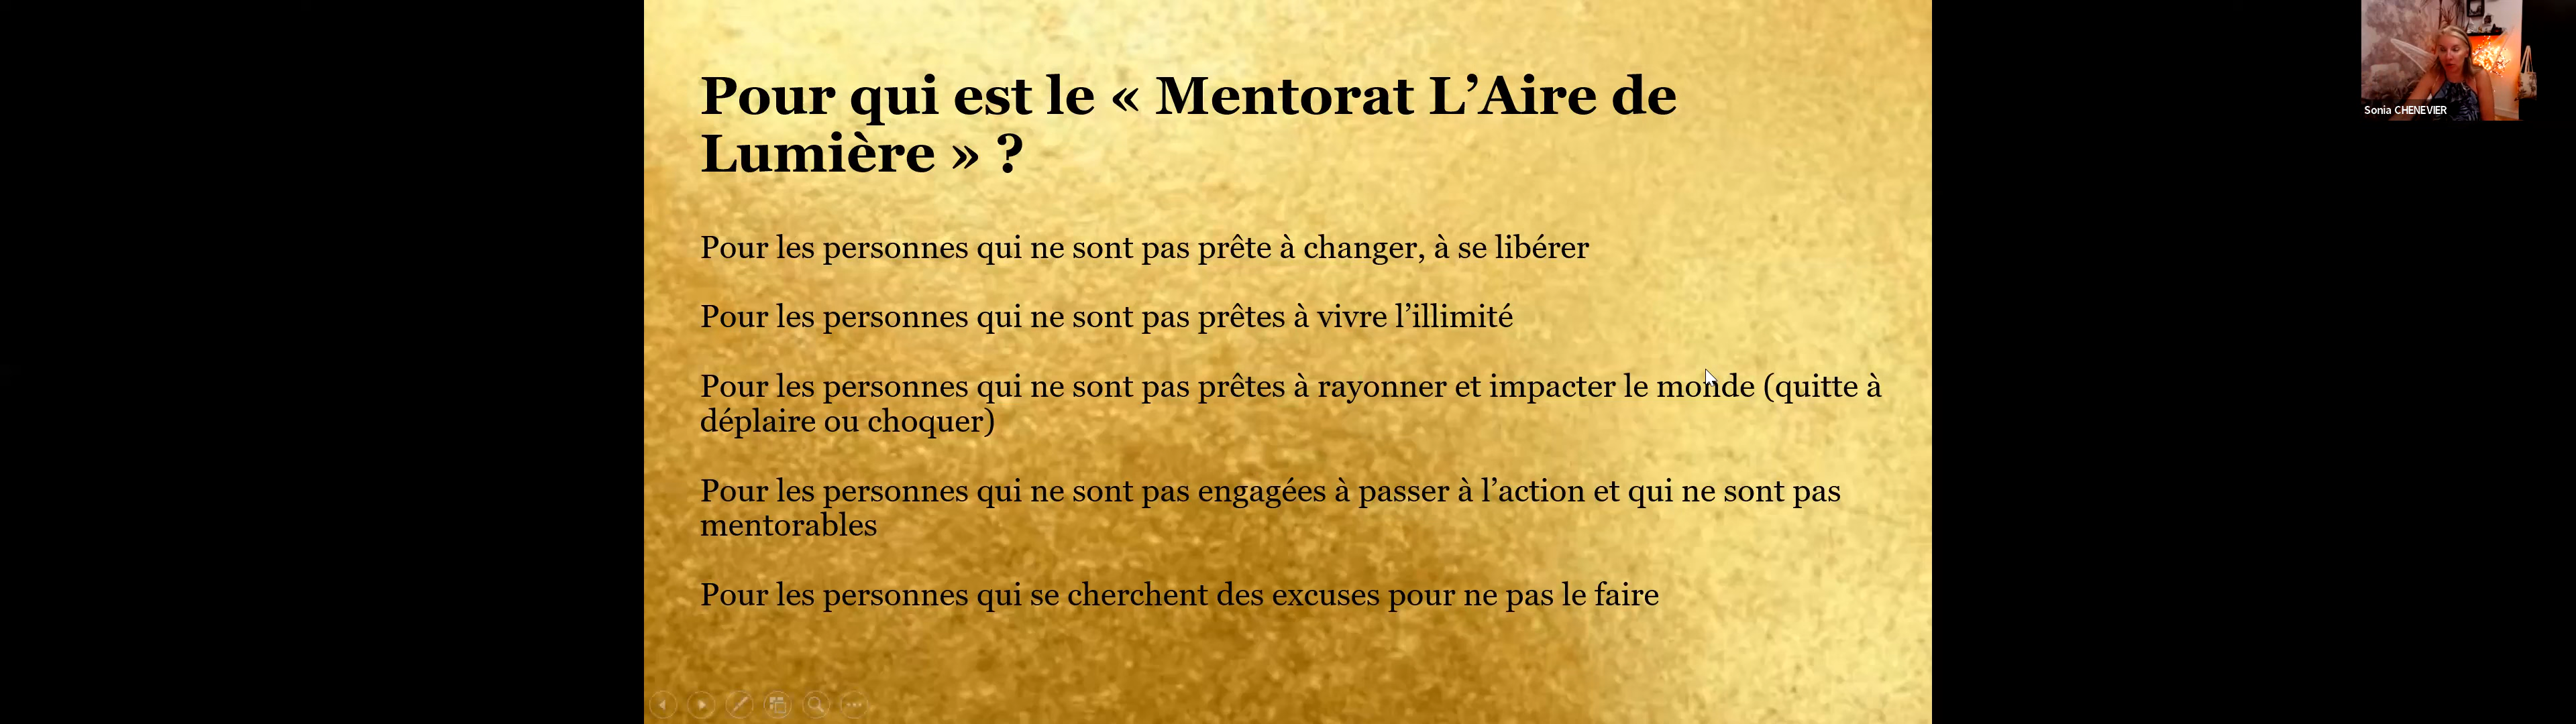 Pour qui est le « Mentorat L’Aire de
Lumière » ?
Pour les personnes qui ne sont pas prête à changer, à se libérer
Pour les personnes qui ne sont pas prêtes à vivre l’illimité
Pour les personnes qui ne sont pas prêtes à rayonner et impacter le monde (quitte à
déplaire ou choquer)
Pour les personnes qui ne sont pas engagées à passer à l’action et qui ne sont pas
mentorables
Pour les personnes qui se cherchent des excuses pour ne pas le faire
Sonia CHENEVIER